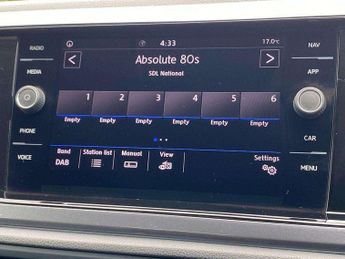 RADIO
4:33
17.0°C
NAV
Absolute 80s
<
>
MEDIA
SDL National
APP
1 2 3 4 5 6
Empty Empty Empty Empty Empty Empty
PHONE
CAR
Band Station list Manual View Settings
DAB
VOICE
MENU